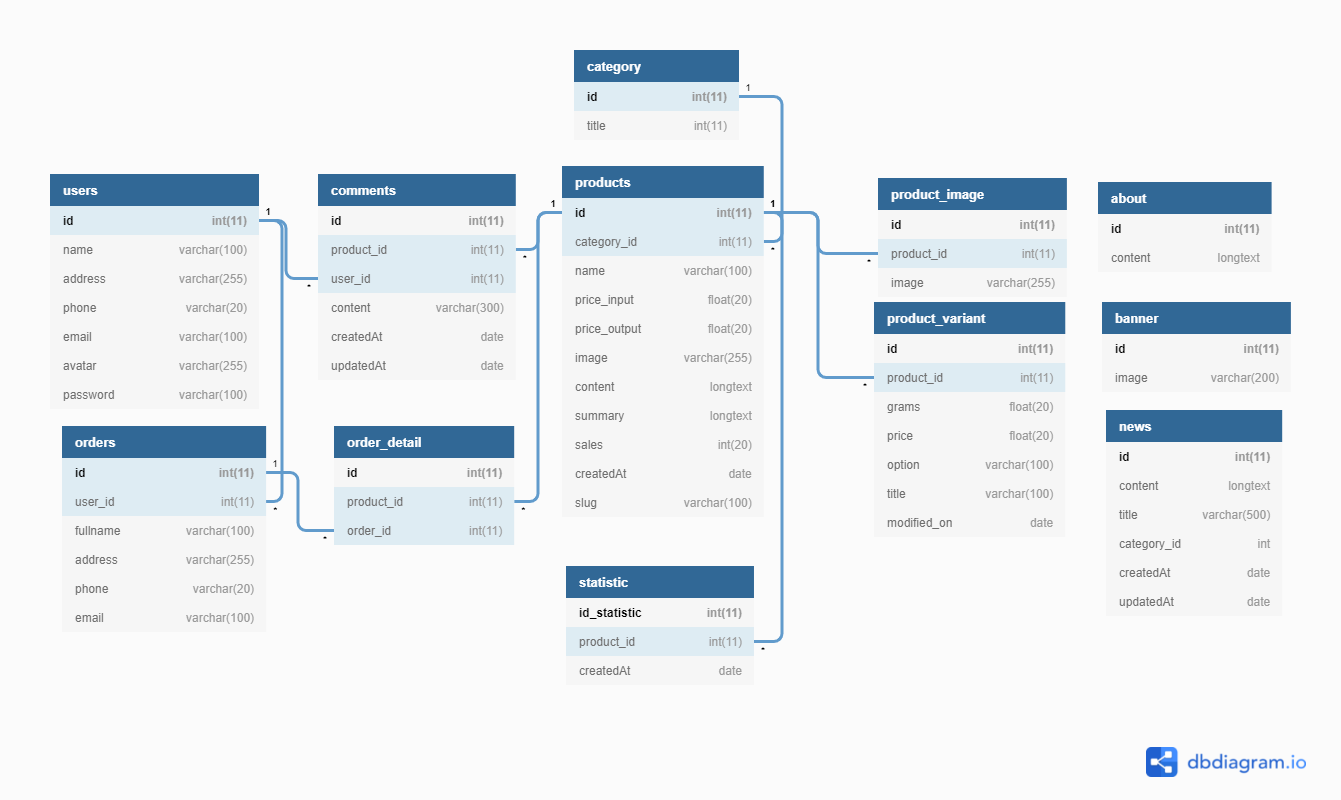 category
id int(11)
title int(11)
users
id int(11)
name varchar(100)
address varchar(255)
phone varchar(20)
email varchar(100)
avatar varchar(255)
password varchar(100)
comments
id int(11)
product_id int(11)
user_id int(11)
content varchar(300)
createdAt date
updatedAt date
products
id int(11)
category_id int(11)
name varchar(100)
price_input float(20)
price_output float(20)
image varchar(255)
content longtext
summary longtext
sales int(20)
createdAt date
slug varchar(100)
product_image
id int(11)
product_id int(11)
image varchar(255)
about
id int(11)
content longtext
product_variant
id int(11)
product_id int(11)
grams float(20)
price float(20)
option varchar(100)
title varchar(100)
modified_on date
banner
id int(11)
image varchar(200)
orders
id int(11)
user_id int(11)
fullname varchar(100)
address varchar(255)
phone varchar(20)
email varchar(100)
order_detail
id int(11)
product_id int(11)
order_id int(11)
news
id int(11)
content longtext
title varchar(500)
category_id int
createdAt date
updatedAt date
statistic
id_statistic int(11)
product_id int(11)
createdAt date
1
1
1
1
1
*
*
*
*
*
*
*
*
*
dbdiagram.io